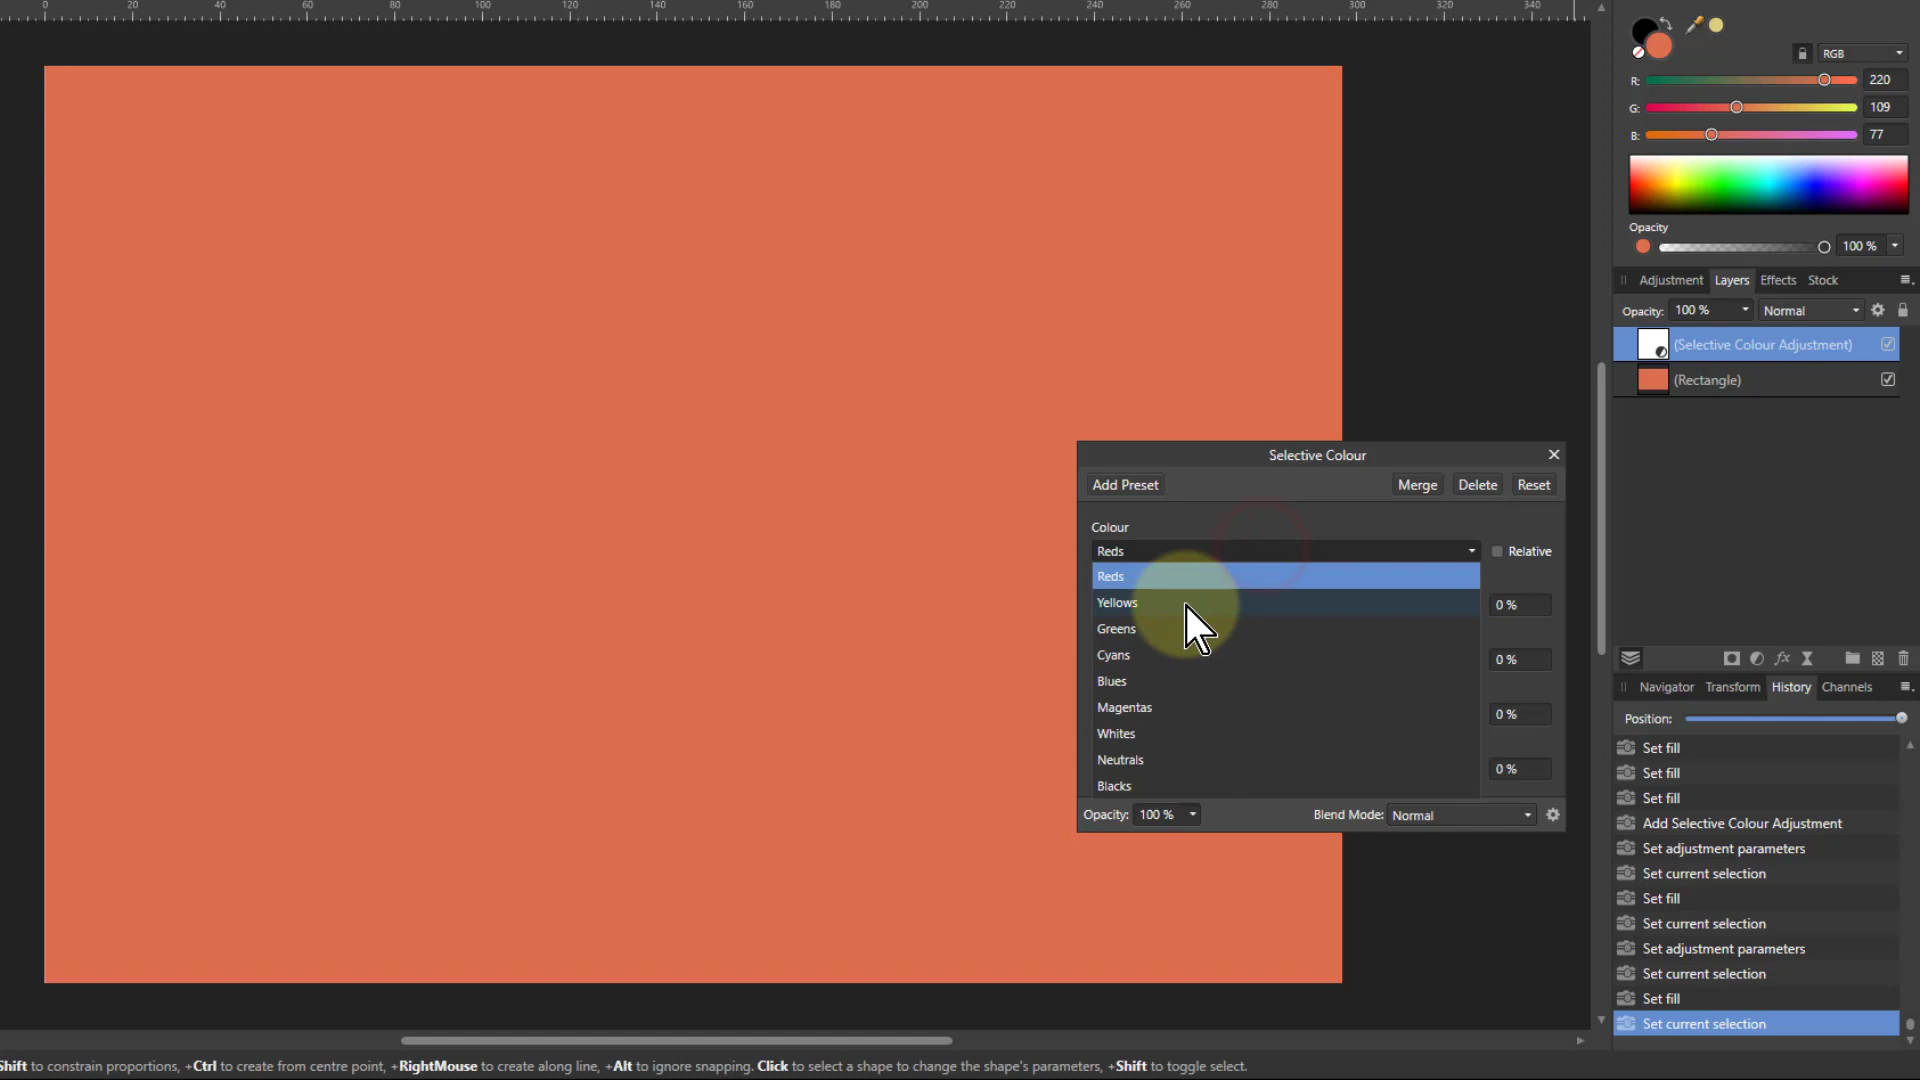 0 20 40 60 80 100 120 140 160 180 200 220 240 260 280 300 320 340
RGB
R: 220
G: 109
B: 77
Opacity
100 %
Adjustment Layers Effects Stock
Opacity: 100 % Normal
(Selective Colour Adjustment)
(Rectangle)
Selective Colour
Add Preset Merge Delete Reset
Colour
Reds Relative
Reds
Yellows 0 %
Greens
Cyans 0 %
Blues
Magentas 0 %
Whites
Neutrals 0 %
Blacks
Opacity: 100 % Blend Mode: Normal
fx
Navigator Transform History Channels
Position:
Set fill
Set fill
Set fill
Add Selective Colour Adjustment
Set adjustment parameters
Set current selection
Set fill
Set current selection
Set adjustment parameters
Set current selection
Set fill
Set current selection
Shift to constrain proportions, +Ctrl to create from centre point, +RightMouse to create along line, +Alt to ignore snapping. Click to select a shape to change the shape's parameters, +Shift to toggle select.